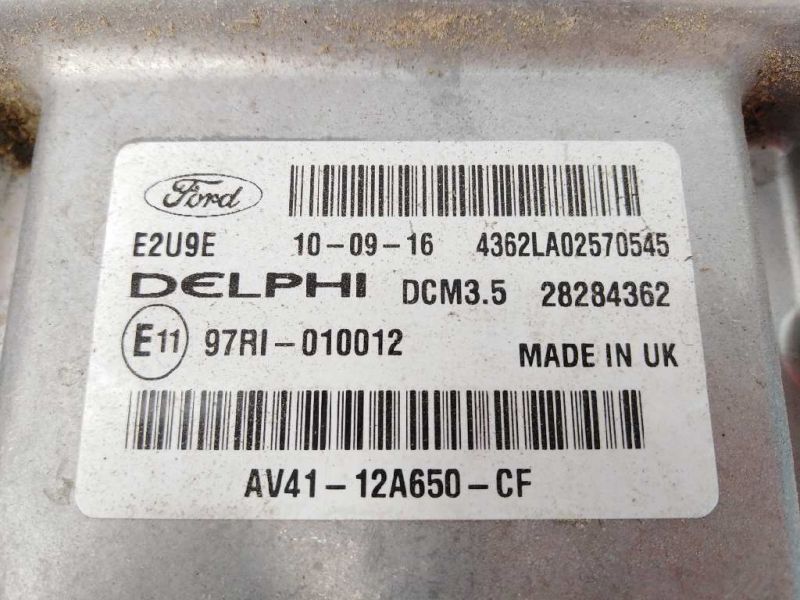 Ford
E2U9E 10-09-16 4362LA02570545
DELPHI DCM3.5 28284362
E11 97RI-010012
MADE IN UK
AV41-12A650-CF